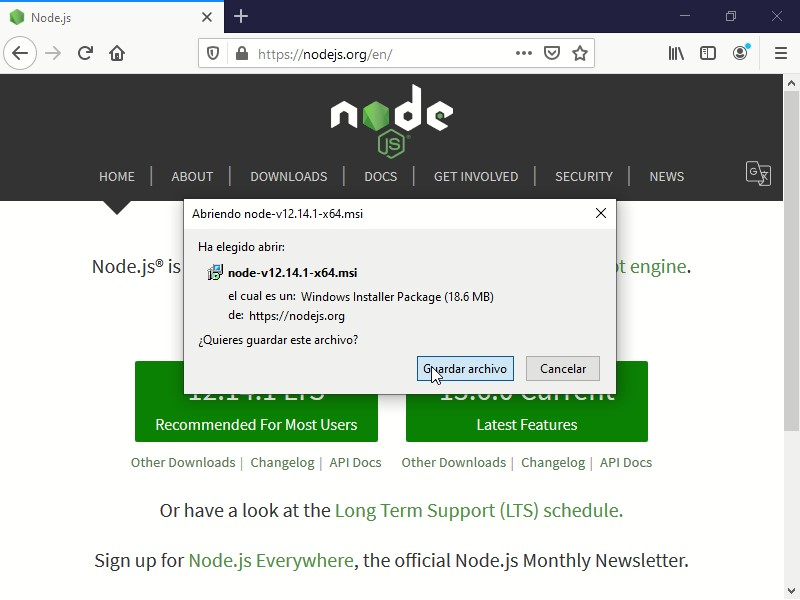 Node.js
https://nodejs.org/en/
node
JS
HOME | ABOUT | DOWNLOADS | DOCS | GET INVOLVED | SECURITY | NEWS
Abriendo node-v12.14.1-x64.msi
Ha elegido abrir:
node-v12.14.1-x64.msi
el cual es un: Windows Installer Package (18.6 MB)
de: https://nodejs.org
¿Quieres guardar este archivo?
Guardar archivo Cancelar
Node.js® is engine.
12.14.1 LTS Current
Recommended For Most Users Latest Features
Other Downloads | Changelog | API Docs Other Downloads | Changelog | API Docs
Or have a look at the Long Term Support (LTS) schedule.
Sign up for Node.js Everywhere, the official Node.js Monthly Newsletter.